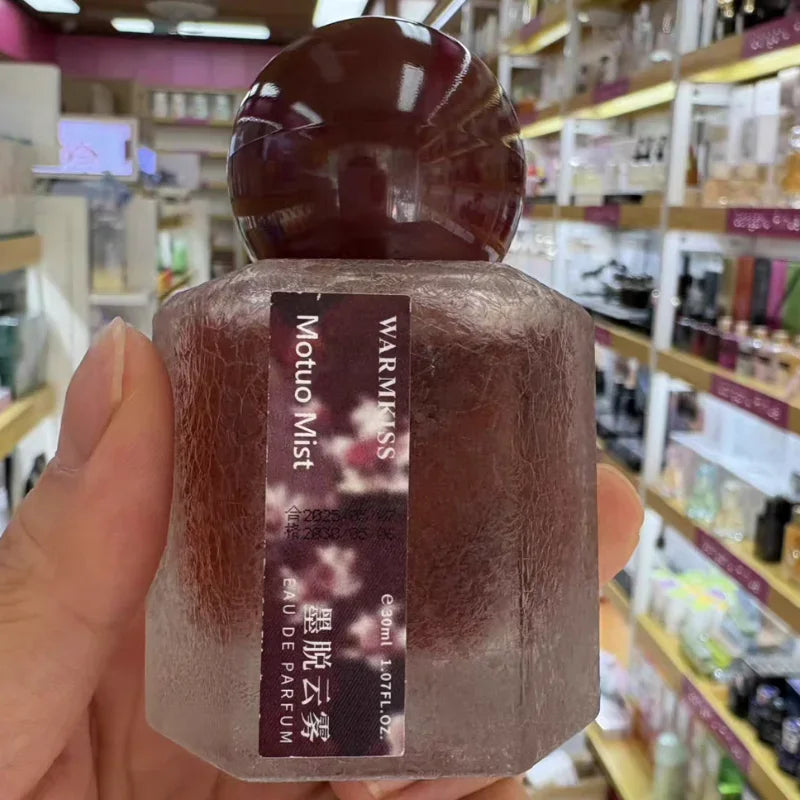 WARMKISS
Motuo Mist
墨脱云雾
EAU DE PARFUM
e30ml 1.07FL.OZ.